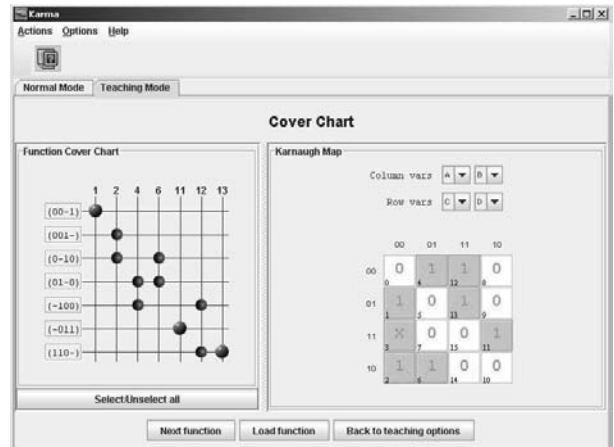 Karma
Actions Options Help
Normal Mode Teaching Mode
Cover Chart
Function Cover Chart
1 2 4 6 11 12 13
(00-1)
(001-)
(0-10)
(01-0)
(-100)
(-011)
(110-)
Select/Unselect all
Karnaugh Map
Column vars A B
Row vars C D
00 01 11 10
00 0 1 1 0
0 4 12 8
01 1 0 1 0
1 5 13 9
11 X 0 0 1
3 7 15 11
10 1 1 0 0
2 6 14 10
Next function Load function Back to teaching options